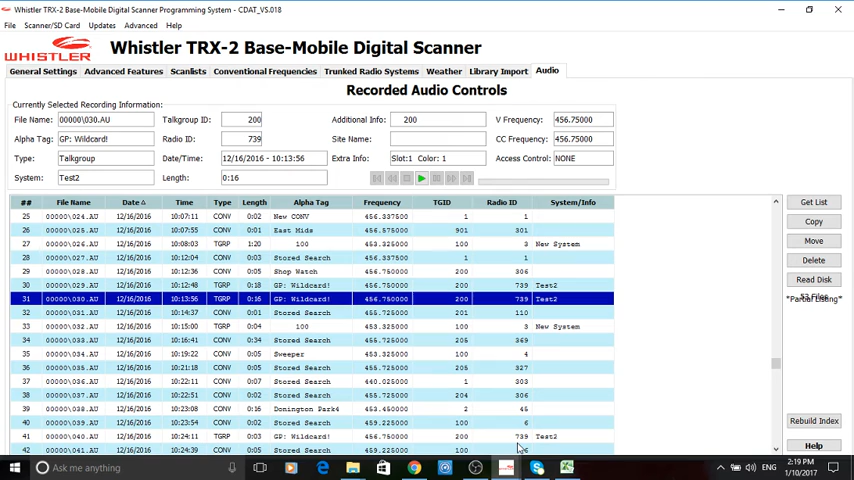 Whistler TRX-2 Base-Mobile Digital Scanner Programming System - CDAT_VS.018
File Scanner/SD Card Updates Advanced Help
WHISTLER
Whistler TRX-2 Base-Mobile Digital Scanner
General Settings Advanced Features Scanlists Conventional Frequencies Trunked Radio Systems Weather Library Import Audio
Recorded Audio Controls
Currently Selected Recording Information:
File Name: 00000\030.AU Talkgroup ID: 200 Additional Info: 200 V Frequency: 456.75000
Alpha Tag: GP: Wildcard! Radio ID: 739 Site Name: CC Frequency: 456.75000
Type: Talkgroup Date/Time: 12/16/2016 - 10:13:56 Extra Info: Slot:1 Color: 1 Access Control: NONE
System: Test2 Length: 0:16
## File Name Date Time Type Length Alpha Tag Frequency TGID Radio ID System/Info
25 00000\024.AU 12/16/2016 10:07:11 CONV 0:02 New CONV 456.337500 1 1
26 00000\025.AU 12/16/2016 10:07:55 CONV 0:01 East Mids 456.575000 901 301
27 00000\026.AU 12/16/2016 10:08:03 TGRP 1:20 100 453.325000 100 3 New System
28 00000\027.AU 12/16/2016 10:12:04 CONV 0:03 Stored Search 456.337500 1 1
29 00000\028.AU 12/16/2016 10:12:36 CONV 0:05 Shop Watch 456.750000 200 306
30 00000\029.AU 12/16/2016 10:12:48 TGRP 0:18 GP: Wildcard! 456.750000 200 739 Test2
31 00000\030.AU 12/16/2016 10:13:56 TGRP 0:16 GP: Wildcard! 456.750000 200 739 Test2
32 00000\031.AU 12/16/2016 10:14:37 CONV 0:01 Stored Search 455.725000 201 110
33 00000\032.AU 12/16/2016 10:15:00 TGRP 0:04 100 453.325000 100 3 New System
34 00000\033.AU 12/16/2016 10:16:41 CONV 0:34 Stored Search 455.725000 205 369
35 00000\034.AU 12/16/2016 10:19:22 CONV 0:05 Sweeper 453.325000 100 4
36 00000\035.AU 12/16/2016 10:21:18 CONV 0:05 Stored Search 455.725000 205 327
37 00000\036.AU 12/16/2016 10:22:11 CONV 0:07 Stored Search 440.025000 1 303
38 00000\037.AU 12/16/2016 10:22:51 CONV 0:02 Stored Search 455.725000 204 306
39 00000\038.AU 12/16/2016 10:23:08 CONV 0:16 Donington Park4 453.450000 2 45
40 00000\039.AU 12/16/2016 10:23:54 CONV 0:02 Stored Search 459.225000 6 6
41 00000\040.AU 12/16/2016 10:24:11 TGRP 0:03 GP: Wildcard! 456.750000 200 739 Test2
42 00000\041.AU 12/16/2016 10:24:39 CONV 0:05 Stored Search 459.225000
Get List
Copy
Move
Delete
Read Disk
53 Files
*Partial Listing*
Rebuild Index
Help
Ask me anything
ENG
2:19 PM
1/10/2017